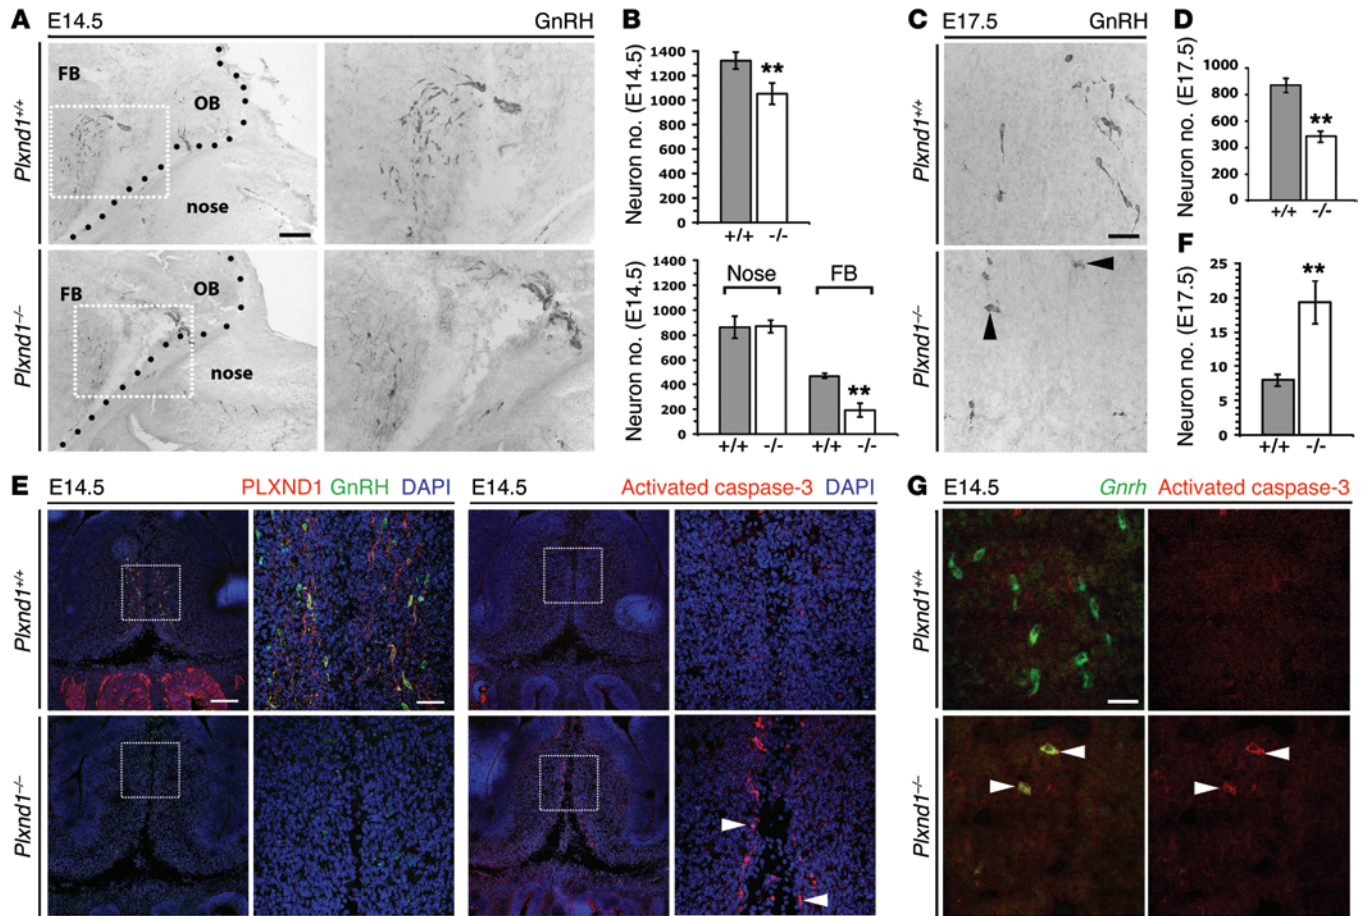 A E14.5 GnRH
Plxnd1+/+
FB
OB
nose
Plxnd1–/–
FB
OB
nose
B
Neuron no. (E14.5)
1400
1200
1000
800
600
400
200
0
**
+/+ -/-
Neuron no. (E14.5)
1400
1200
1000
800
600
400
200
0
Nose FB
**
+/+ -/- +/+ -/-
C E17.5 GnRH
Plxnd1+/+
Plxnd1–/–
D
Neuron no. (E17.5)
1000
800
600
300
200
0
**
+/+ -/-
F
Neuron no. (E17.5)
25
20
15
10
5
0
**
+/+ -/-
E E14.5 PLXND1 GnRH DAPI
E14.5 Activated caspase-3 DAPI
Plxnd1+/+
Plxnd1–/–
G E14.5 Gnrh Activated caspase-3
Plxnd1+/+
Plxnd1–/–